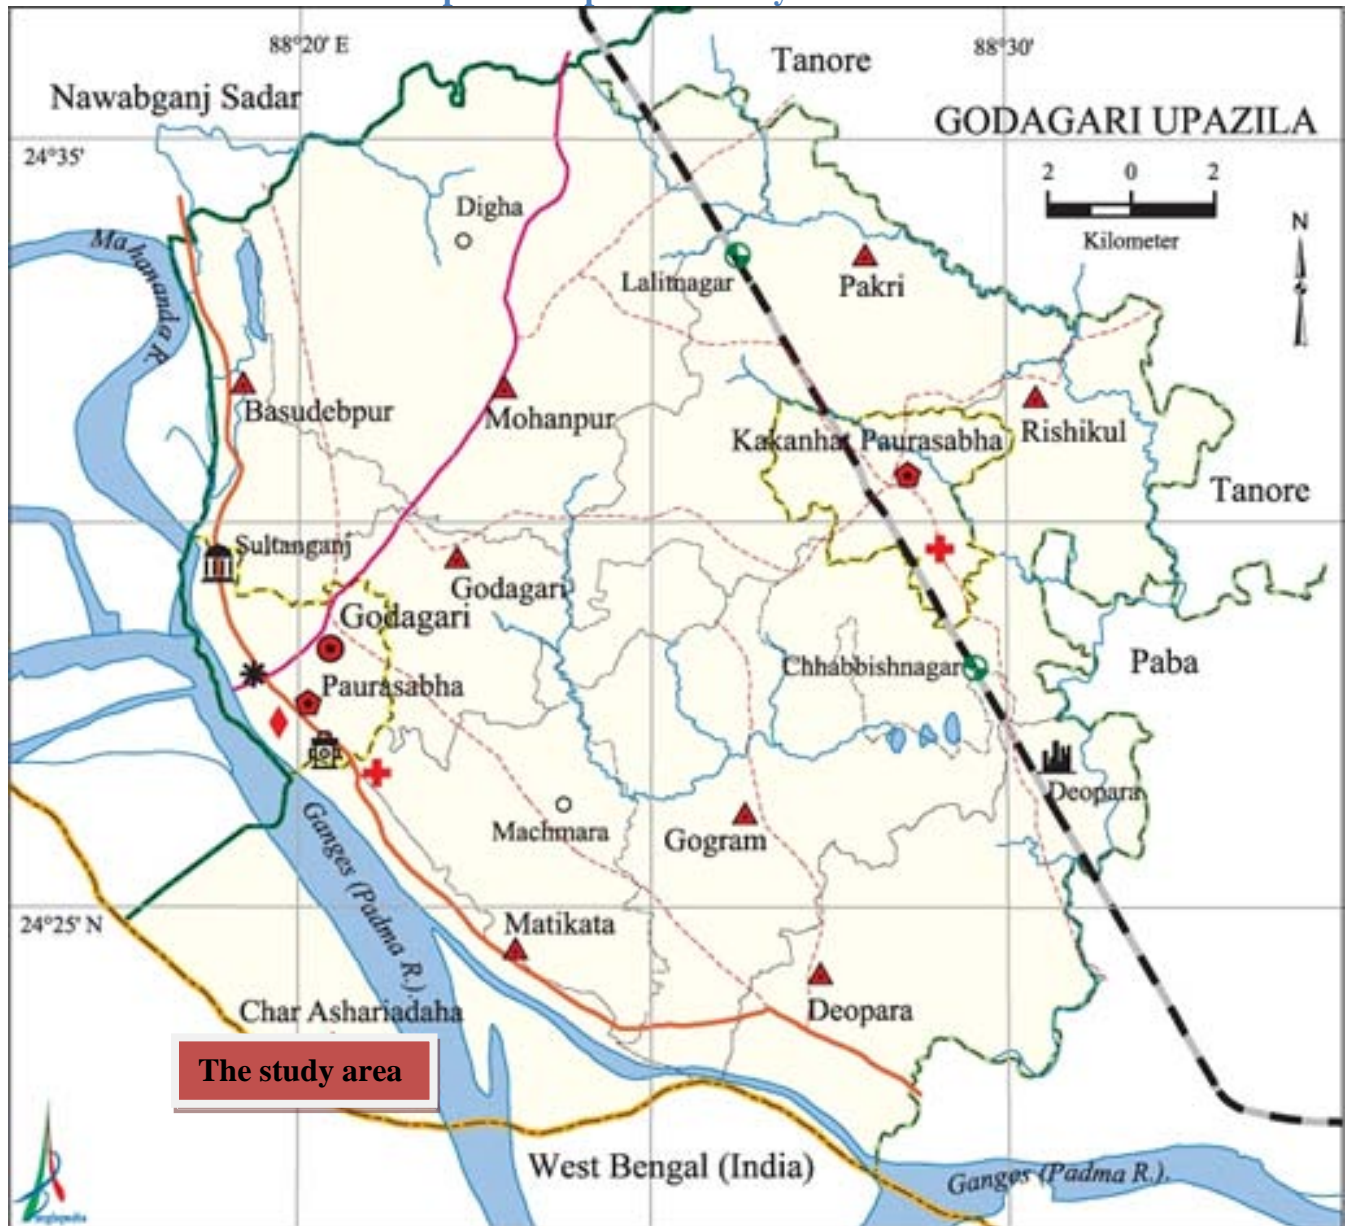 88°20' E
88°30'
Tanore
Nawabganj Sadar
GODAGARI UPAZILA
24°35'
2 0 2
Kilometer
N
Digha
Mahananda R.
Lalitnagar
Pakri
Basudebpur
Mohanpur
Kakanhat Paurasabha
Rishikul
Tanore
Sultanganj
Godagari
Godagari
Paurasabha
Chhabbishnagar
Paba
Deopara
Machmara
Gogram
Ganges (Padma R.).
24°25' N
Matikata
Deopara
Char Ashariadaha
The study area
West Bengal (India)
Ganges (Padma R.).